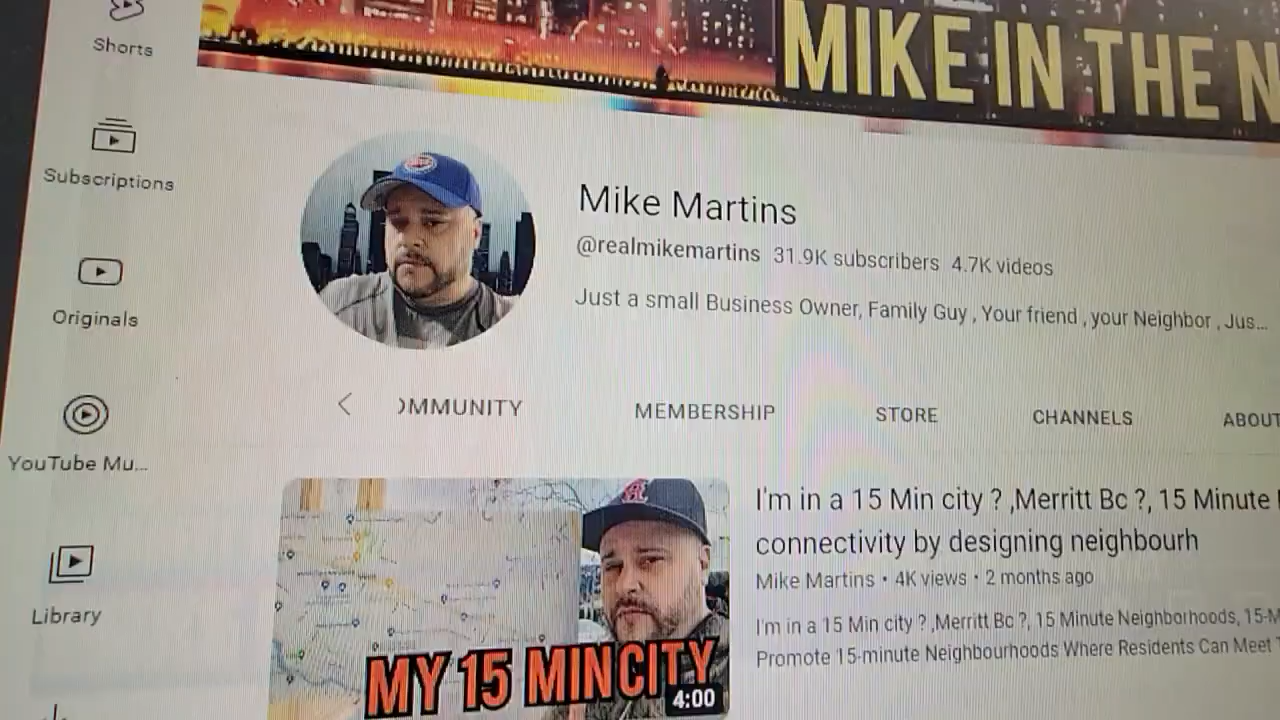 MIKE IN THE N
Shorts
Subscriptions
Originals
YouTube Mu...
Library
Mike Martins
@realmikemartins 31.9K subscribers 4.7K videos
Just a small Business Owner, Family Guy , Your friend , your Neighbor , Jus...
OMMUNITY MEMBERSHIP STORE CHANNELS ABOUT
MY 15 MIN CITY
4:00
I'm in a 15 Min city ? ,Merritt Bc ?, 15 Minute
connectivity by designing neighbourh
Mike Martins • 4K views • 2 months ago
I'm in a 15 Min city ? ,Merritt Bc ?, 15 Minute Neighborhoods, 15-M
Promote 15-minute Neighbourhoods Where Residents Can Meet